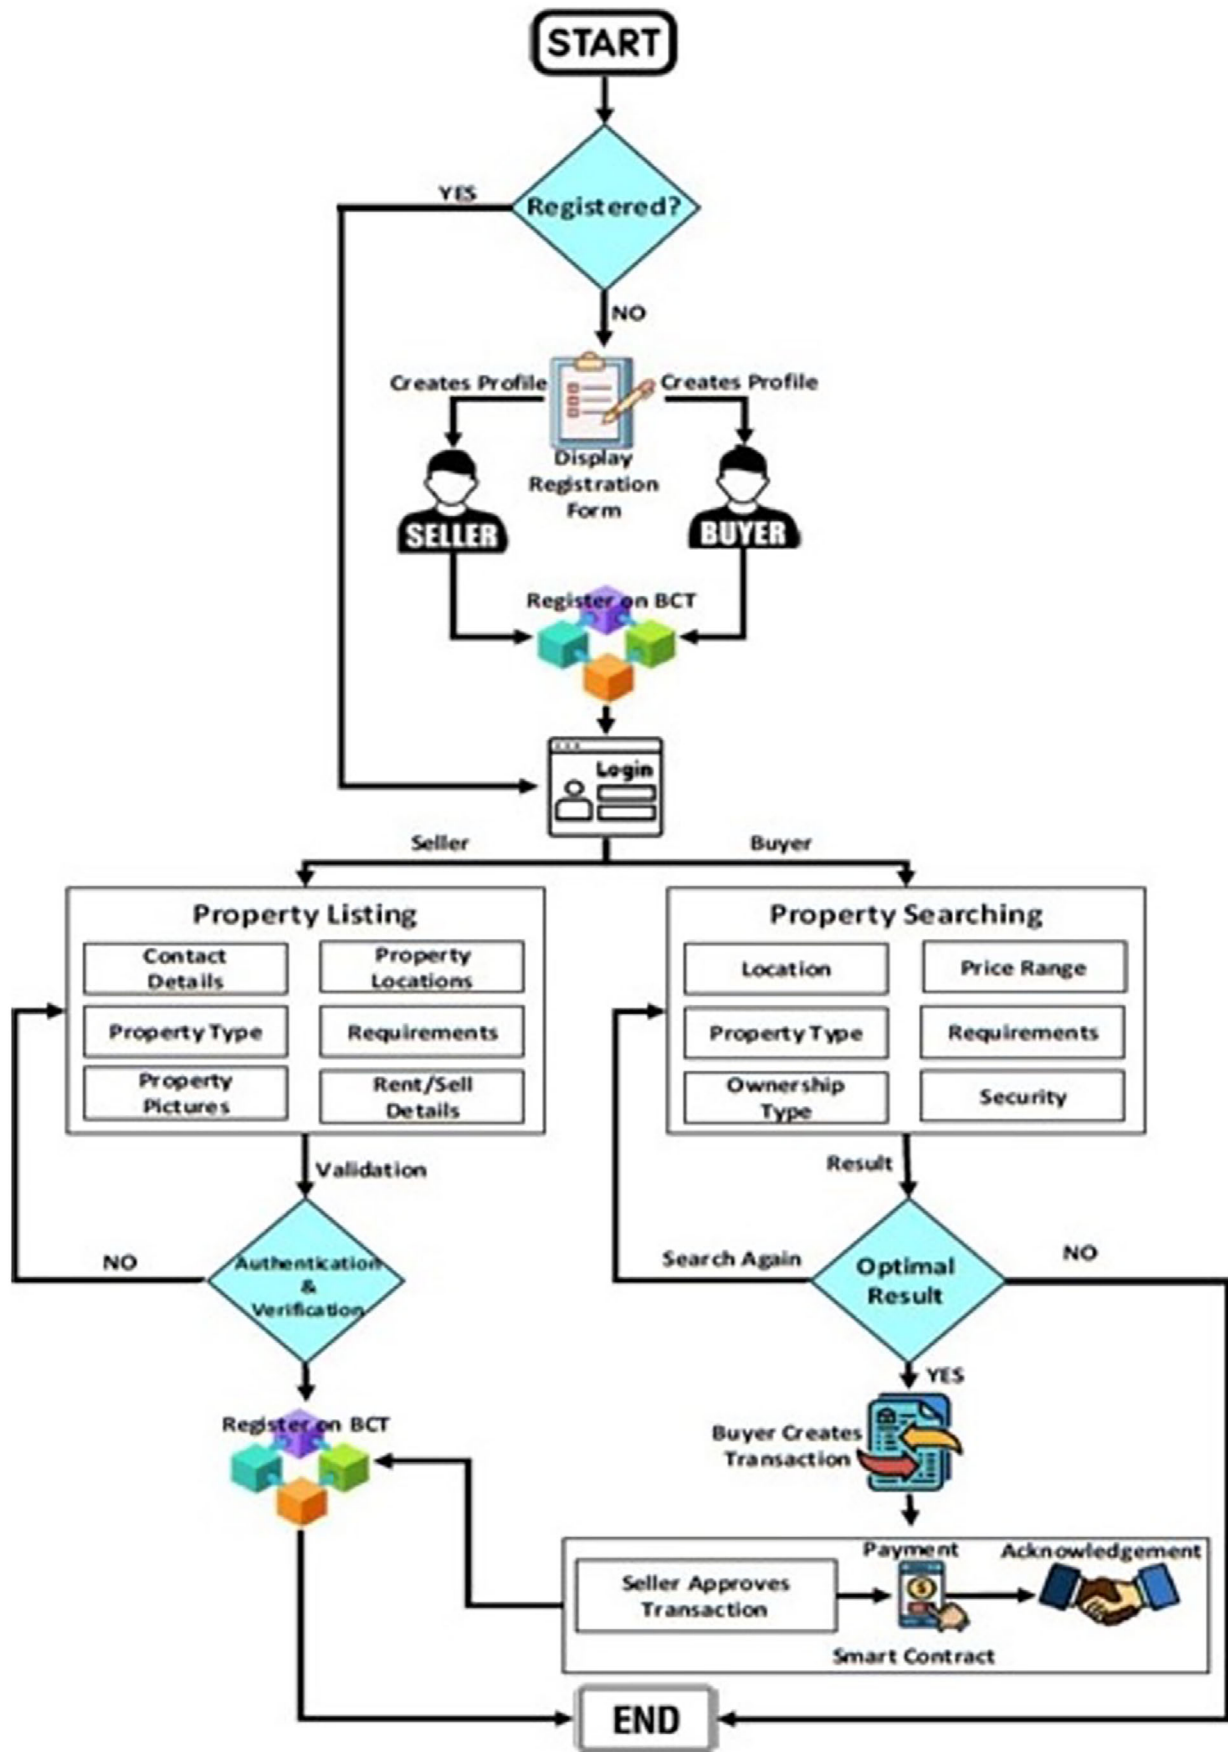 START
YES
Registered?
NO
Creates Profile
Creates Profile
Display
Registration
Form
SELLER
BUYER
Register on BCT
Login
Seller
Buyer
Property Listing
Contact
Details
Property
Locations
Property Type
Requirements
Property
Pictures
Rent/Sell
Details
Property Searching
Location
Price Range
Property Type
Requirements
Ownership
Type
Security
Validation
Result
NO
Authentication
&
Verification
Search Again
Optimal
Result
NO
YES
Register on BCT
Buyer Creates
Transaction
Payment
Acknowledgement
Seller Approves
Transaction
Smart Contract
END